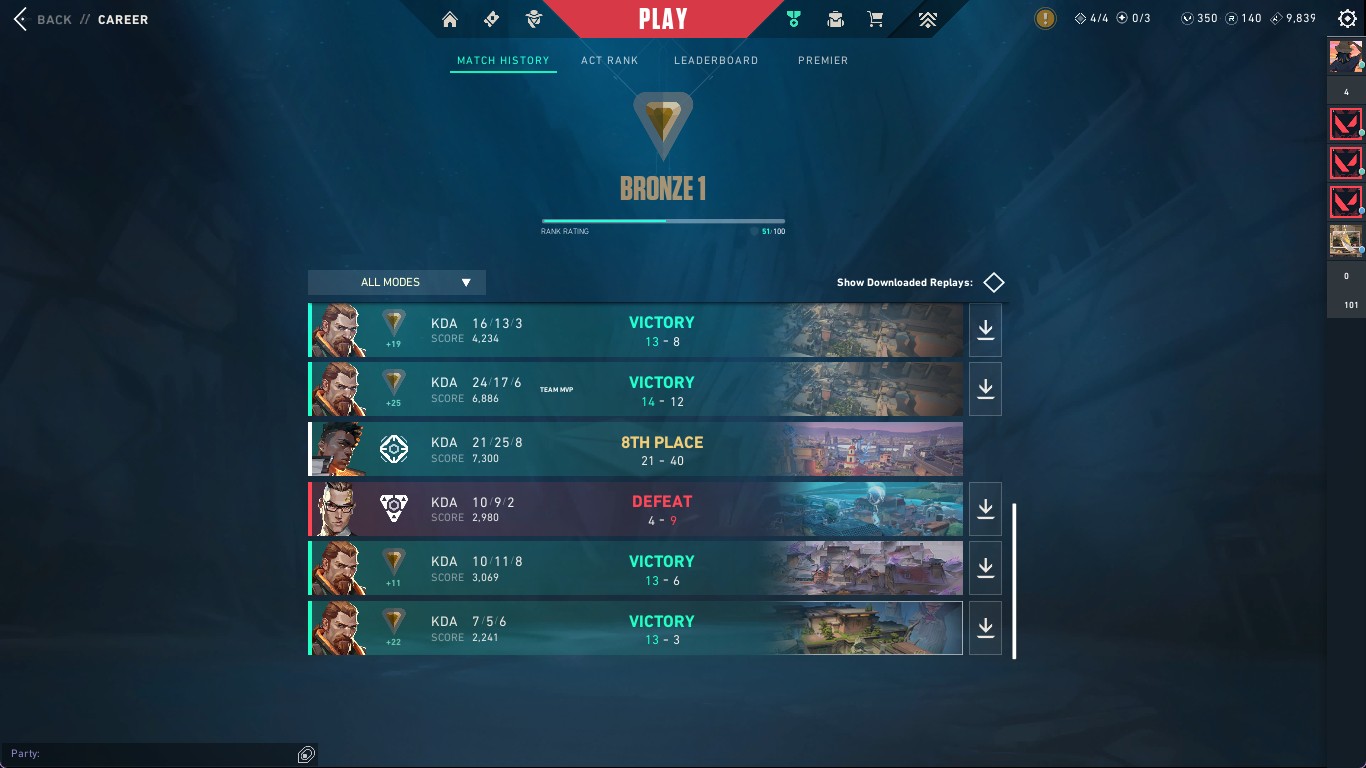 BACK // CAREER
PLAY
4/4 0/3 350 140 9,839
MATCH HISTORY ACT RANK LEADERBOARD PREMIER
BRONZE 1
RANK RATING 51/100
ALL MODES Show Downloaded Replays:
KDA 16/13/3 VICTORY
+19 SCORE 4,234 13 - 8
KDA 24/17/6 TEAM MVP VICTORY
+25 SCORE 6,886 14 - 12
KDA 21/25/8 8TH PLACE
SCORE 7,300 21 - 40
KDA 10/9/2 DEFEAT
SCORE 2,980 4 - 9
KDA 10/11/8 VICTORY
+11 SCORE 3,069 13 - 6
KDA 7/5/6 VICTORY
+22 SCORE 2,241 13 - 3
4
0
101
Party: